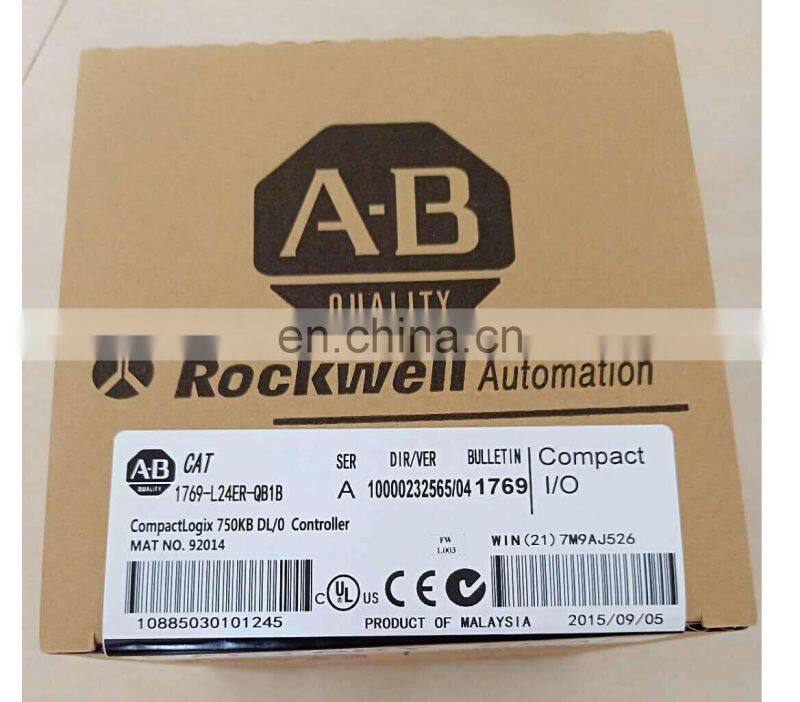 A-B
QUALITY
en.china.cn
Rockwell Automation
A-B
QUALITY
CAT
1769-L24ER-QB1B
SER
A
DIR/VER
10000232565/04
BULLETIN
1769
Compact
I/O
CompactLogix 750KB DL/0 Controller
MAT NO. 92014
FW
1.003
WIN(21)7M9AJ526
C UL US CE
10885030101245
PRODUCT OF MALAYSIA
2015/09/05